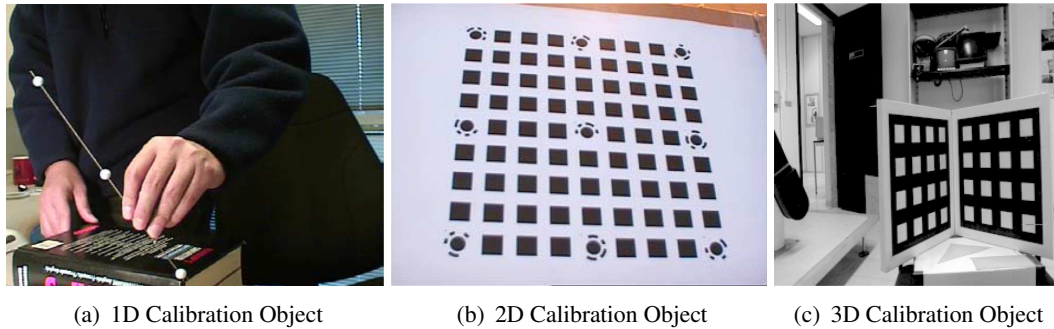 (a) 1D Calibration Object
(b) 2D Calibration Object
(c) 3D Calibration Object